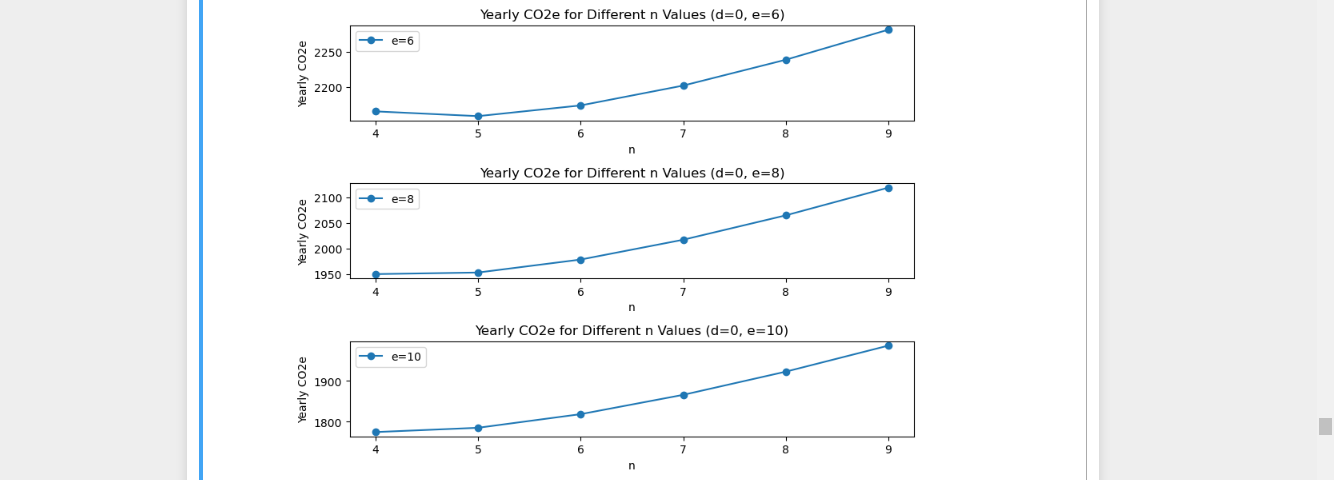 Yearly CO2e for Different n Values (d=0, e=6)
e=6
Yearly CO2e
2250
2200
4 5 6 7 8 9
n
Yearly CO2e for Different n Values (d=0, e=8)
e=8
Yearly CO2e
2100
2050
2000
1950
4 5 6 7 8 9
n
Yearly CO2e for Different n Values (d=0, e=10)
e=10
Yearly CO2e
1900
1800
4 5 6 7 8 9
n